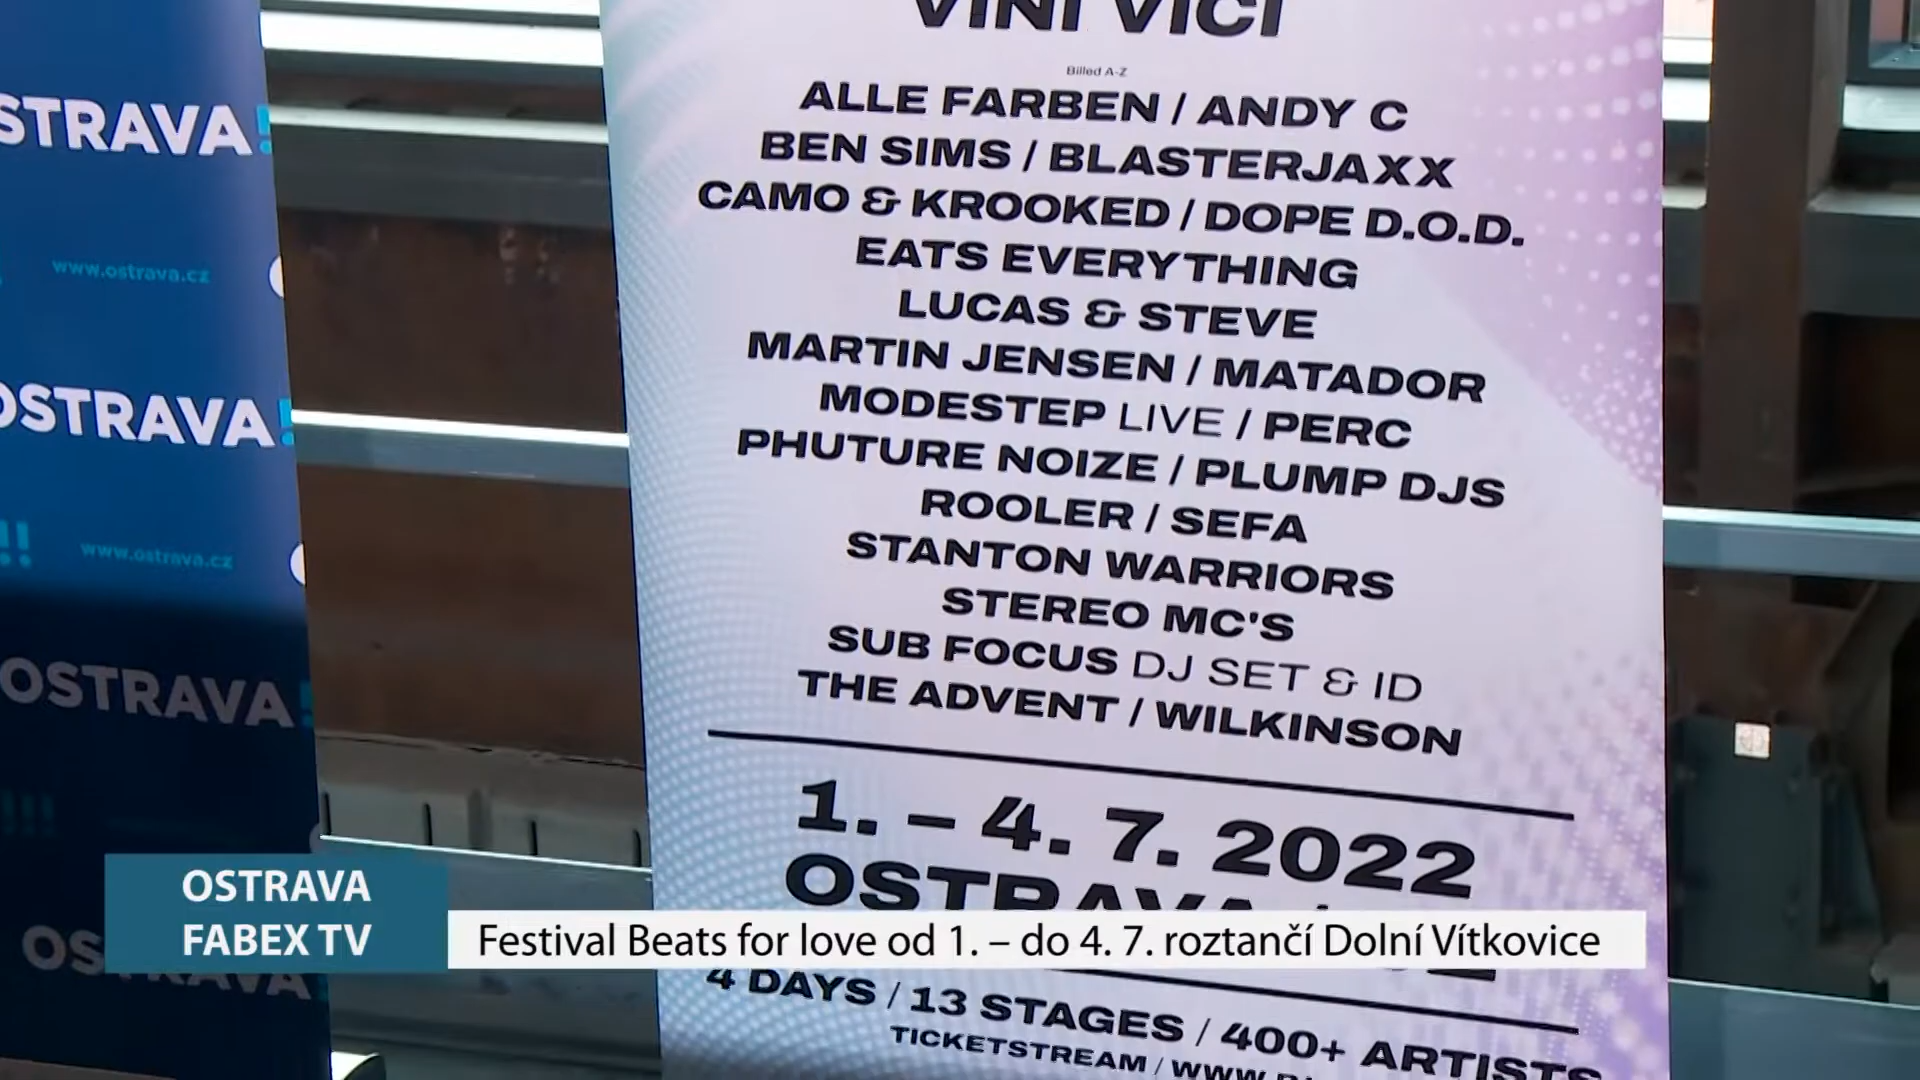 VINI VICI
Billed A-Z
ALLE FARBEN / ANDY C
BEN SIMS / BLASTERJAXX
CAMO & KROOKED / DOPE D.O.D.
EATS EVERYTHING
LUCAS & STEVE
MARTIN JENSEN / MATADOR
MODESTEP LIVE / PERC
PHUTURE NOIZE / PLUMP DJS
ROOLER / SEFA
STANTON WARRIORS
STEREO MC'S
SUB FOCUS DJ SET & ID
THE ADVENT / WILKINSON
1. – 4. 7. 2022
OSTRAVA /
4 DAYS / 13 STAGES / 400+ ARTISTS
TICKETSTREAM /
STRAVA!
www.ostrava.cz
OSTRAVA!
!!
www.ostrava.cz
OSTRAVA!
!!!
OSTRAVA
OSTRAVA
FABEX TV
Festival Beats for love od 1. – do 4. 7. roztančí Dolní Vítkovice